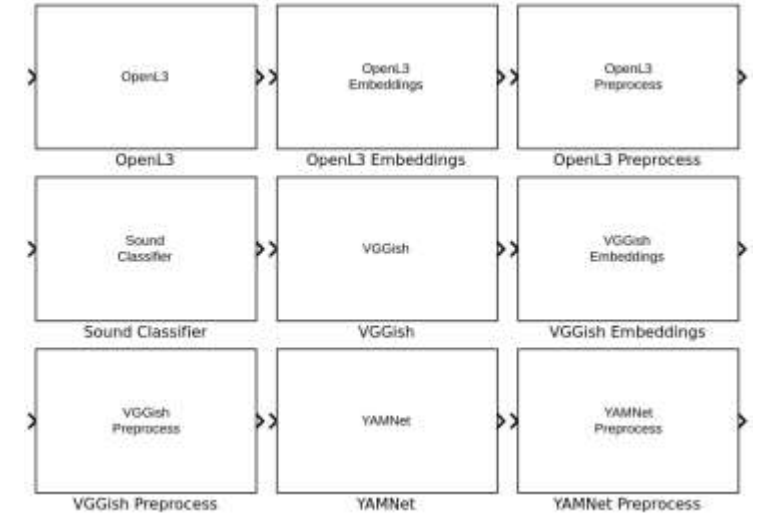 OpenL3
OpenL3
Embeddings
OpenL3
Preprocess
OpenL3
OpenL3 Embeddings
OpenL3 Preprocess
Sound
Classifier
VGGish
VGGish
Embeddings
Sound Classifier
VGGish
VGGish Embeddings
VGGish
Preprocess
YAMNet
YAMNet
Preprocess
VGGish Preprocess
YAMNet
YAMNet Preprocess